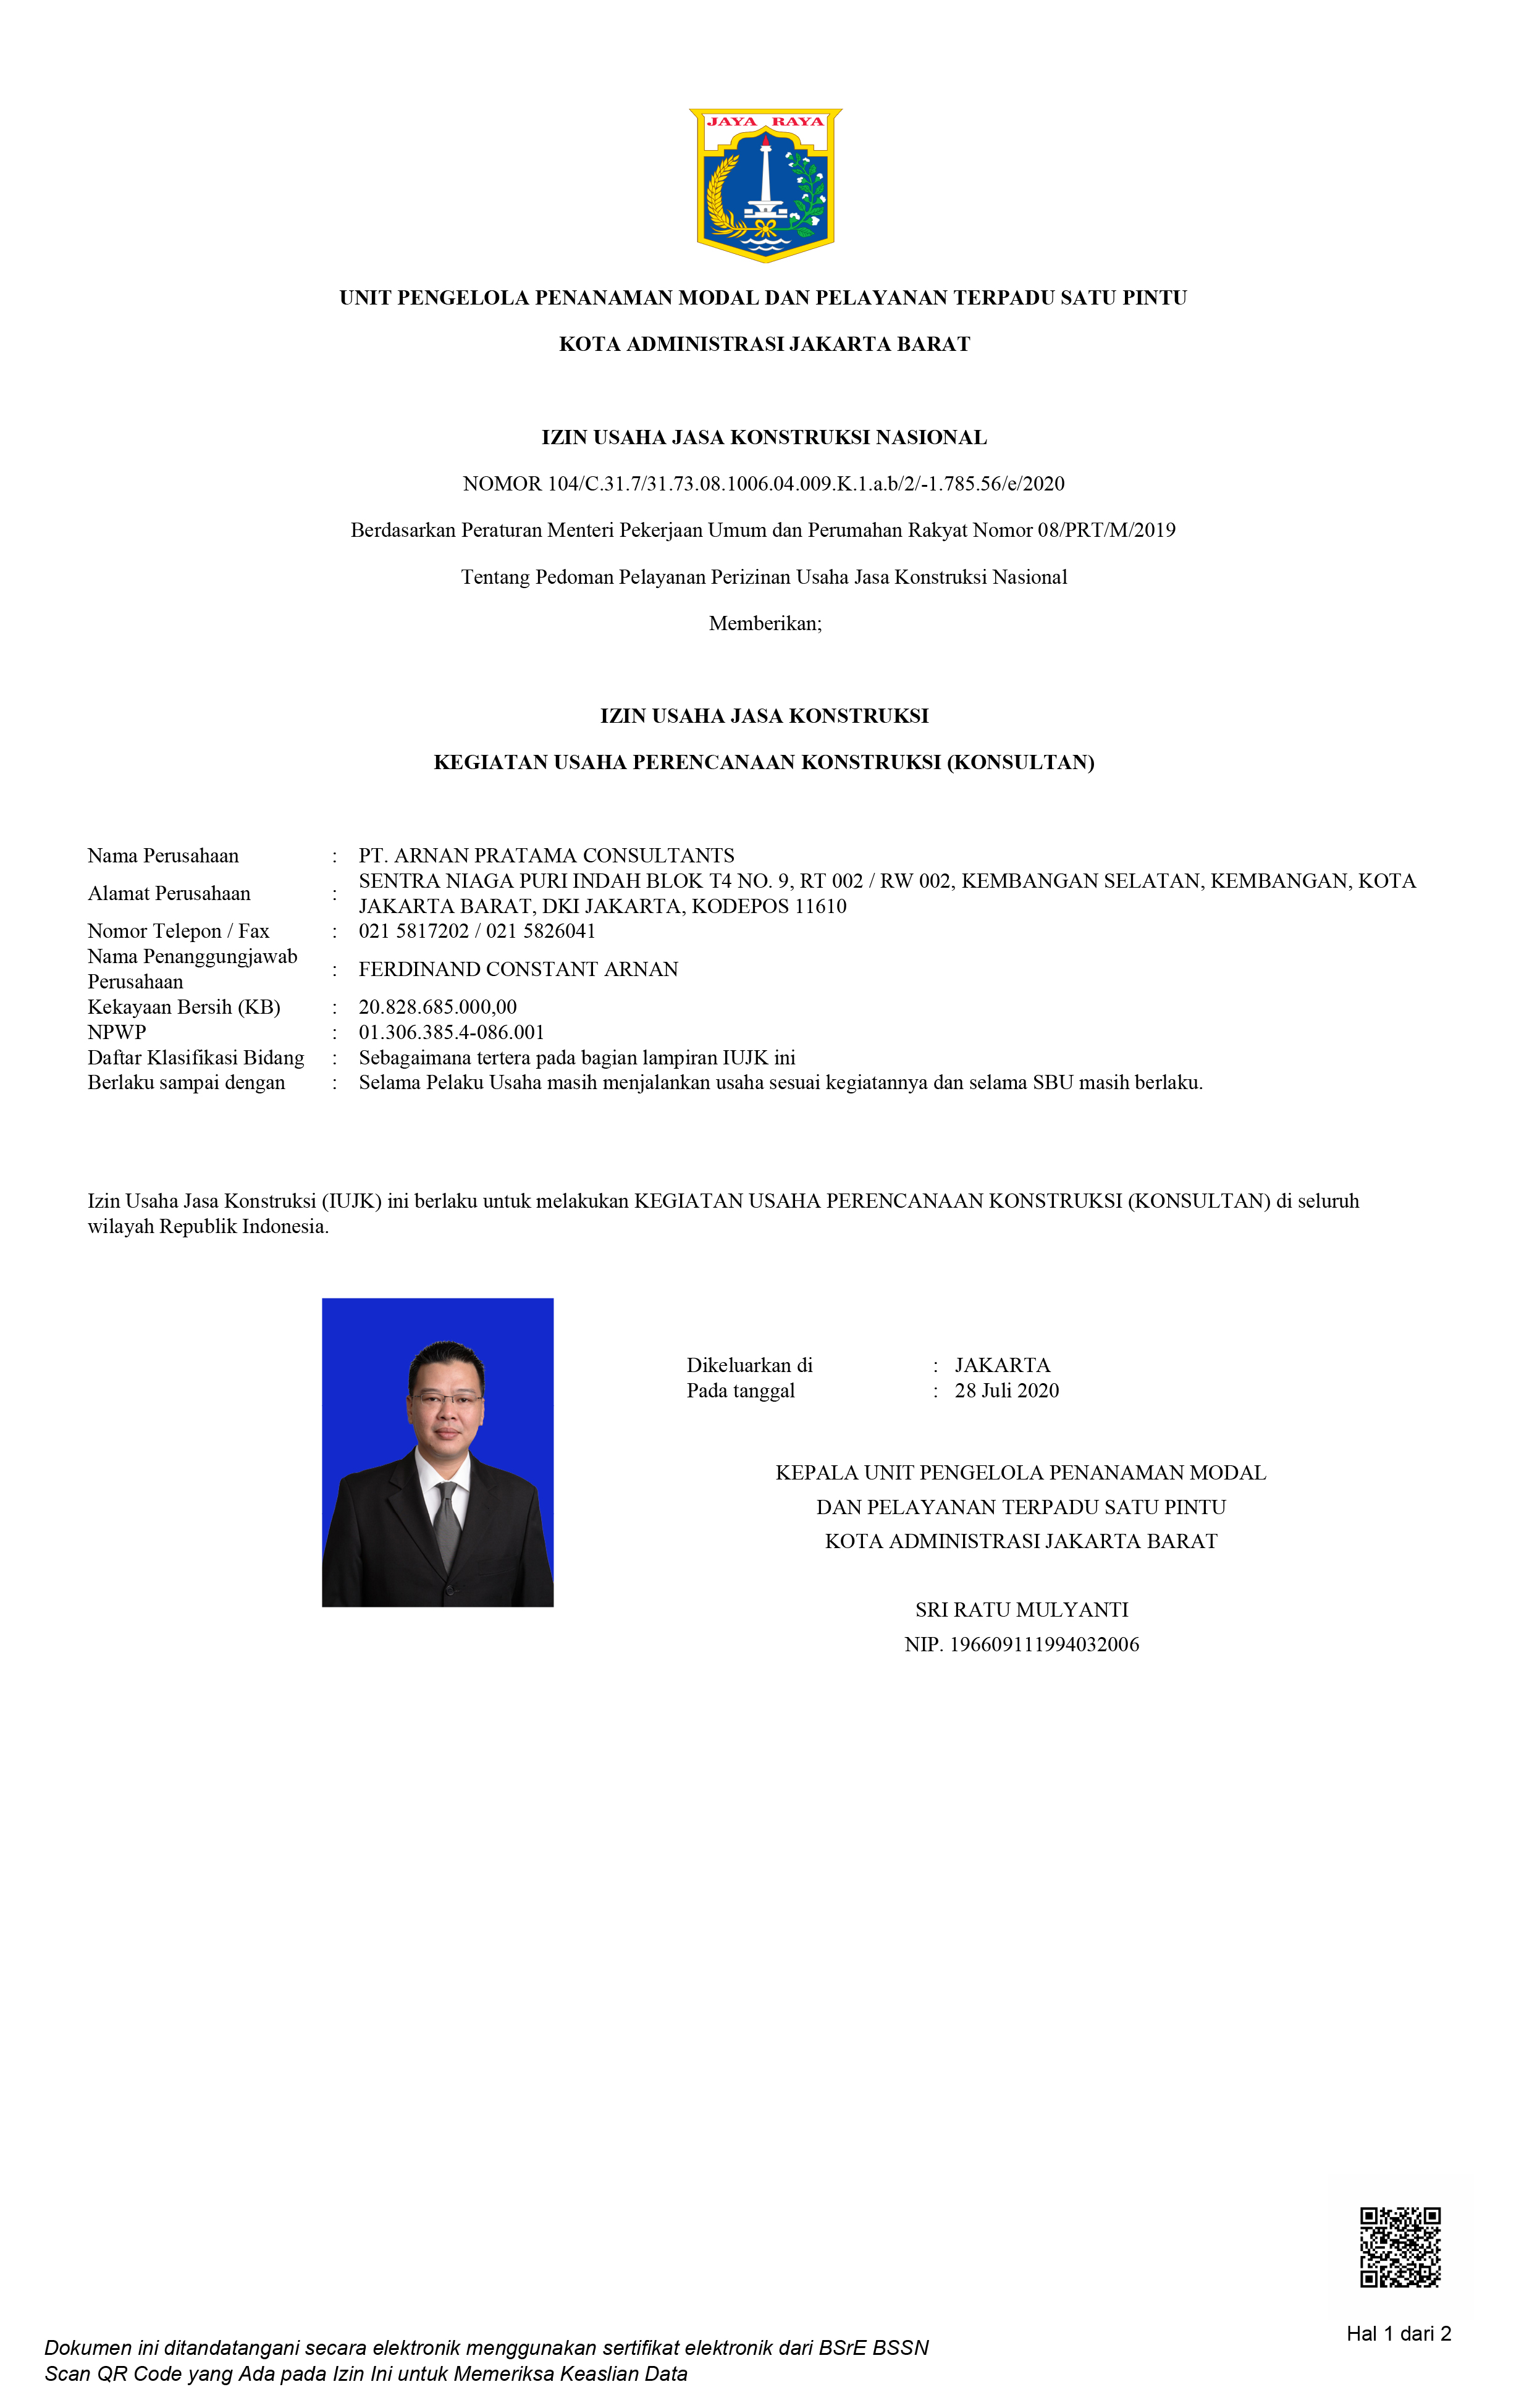 JAYA RAYA
UNIT PENGELOLA PENANAMAN MODAL DAN PELAYANAN TERPADU SATU PINTU
KOTA ADMINISTRASI JAKARTA BARAT
IZIN USAHA JASA KONSTRUKSI NASIONAL
NOMOR 104/C.31.7/31.73.08.1006.04.009.K.1.a.b/2/-1.785.56/e/2020
Berdasarkan Peraturan Menteri Pekerjaan Umum dan Perumahan Rakyat Nomor 08/PRT/M/2019
Tentang Pedoman Pelayanan Perizinan Usaha Jasa Konstruksi Nasional
Memberikan;
IZIN USAHA JASA KONSTRUKSI
KEGIATAN USAHA PERENCANAAN KONSTRUKSI (KONSULTAN)
Nama Perusahaan : PT. ARNAN PRATAMA CONSULTANTS
Alamat Perusahaan : SENTRA NIAGA PURI INDAH BLOK T4 NO. 9, RT 002 / RW 002, KEMBANGAN SELATAN, KEMBANGAN, KOTA
JAKARTA BARAT, DKI JAKARTA, KODEPOS 11610
Nomor Telepon / Fax : 021 5817202 / 021 5826041
Nama Penanggungjawab
Perusahaan : FERDINAND CONSTANT ARNAN
Kekayaan Bersih (KB) : 20.828.685.000,00
NPWP : 01.306.385.4-086.001
Daftar Klasifikasi Bidang : Sebagaimana tertera pada bagian lampiran IUJK ini
Berlaku sampai dengan : Selama Pelaku Usaha masih menjalankan usaha sesuai kegiatannya dan selama SBU masih berlaku.
Izin Usaha Jasa Konstruksi (IUJK) ini berlaku untuk melakukan KEGIATAN USAHA PERENCANAAN KONSTRUKSI (KONSULTAN) di seluruh
wilayah Republik Indonesia.
Dikeluarkan di : JAKARTA
Pada tanggal : 28 Juli 2020
KEPALA UNIT PENGELOLA PENANAMAN MODAL
DAN PELAYANAN TERPADU SATU PINTU
KOTA ADMINISTRASI JAKARTA BARAT
SRI RATU MULYANTI
NIP. 196609111994032006
Hal 1 dari 2
Dokumen ini ditandatangani secara elektronik menggunakan sertifikat elektronik dari BSrE BSSN
Scan QR Code yang Ada pada Izin Ini untuk Memeriksa Keaslian Data